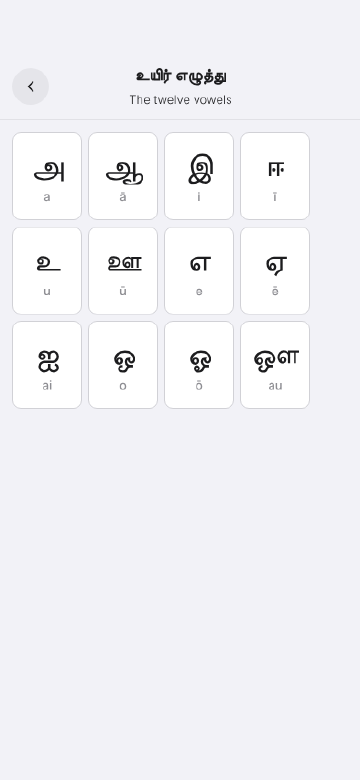 உயிர் எழுத்து
The twelve vowels
அ ஆ இ ஈ
a ā i ī
உ ஊ எ ஏ
u ū e ē
ஐ ஒ ஓ ஔ
ai o ō au